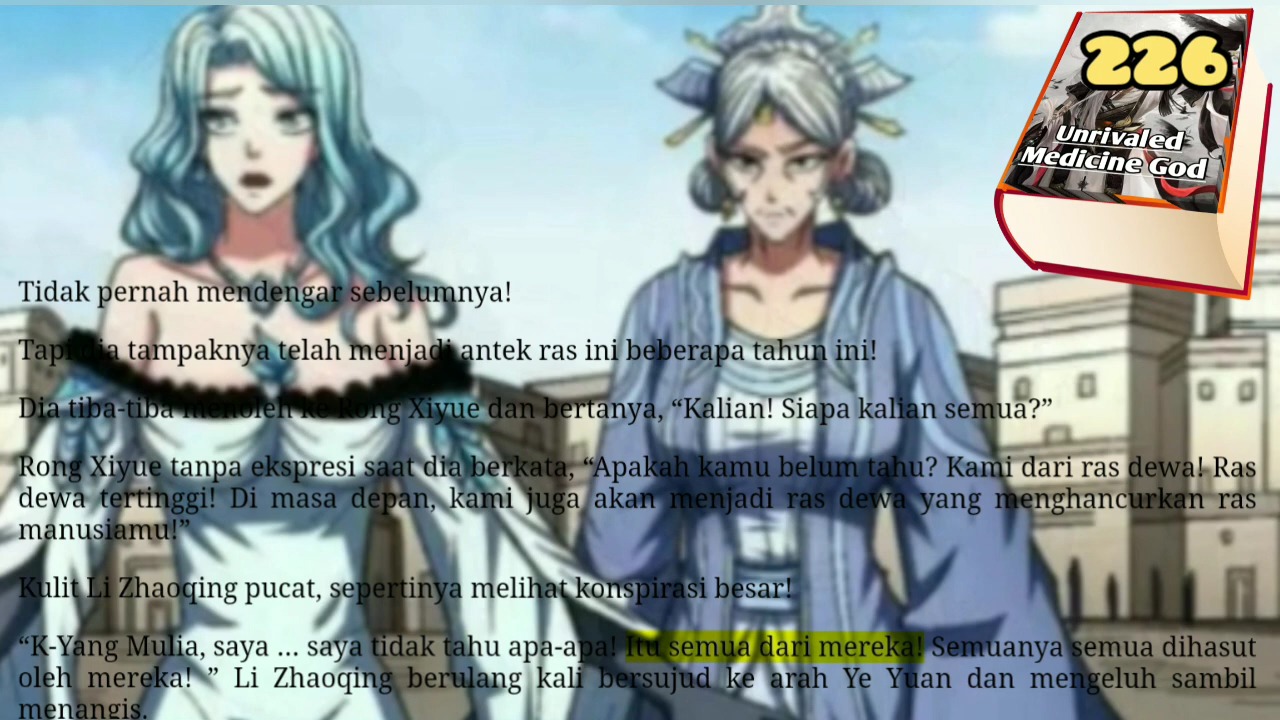 226
Unrivaled
Medicine God
Tidak pernah mendengar sebelumnya!
Tapi dia tampaknya telah menjadi antek ras ini beberapa tahun ini!
Dia tiba-tiba menoleh ke Rong Xiyue dan bertanya, “Kalian! Siapa kalian semua?”
Rong Xiyue tanpa ekspresi saat dia berkata, “Apakah kamu belum tahu? Kami dari ras dewa! Ras
dewa tertinggi! Di masa depan, kami juga akan menjadi ras dewa yang menghancurkan ras
manusiamu!”
Kulit Li Zhaoqing pucat, sepertinya melihat konspirasi besar!
“K-Yang Mulia, saya ... saya tidak tahu apa-apa! Itu semua dari mereka! Semuanya semua dihasut
oleh mereka! ” Li Zhaoqing berulang kali bersujud ke arah Ye Yuan dan mengeluh sambil
menangis.